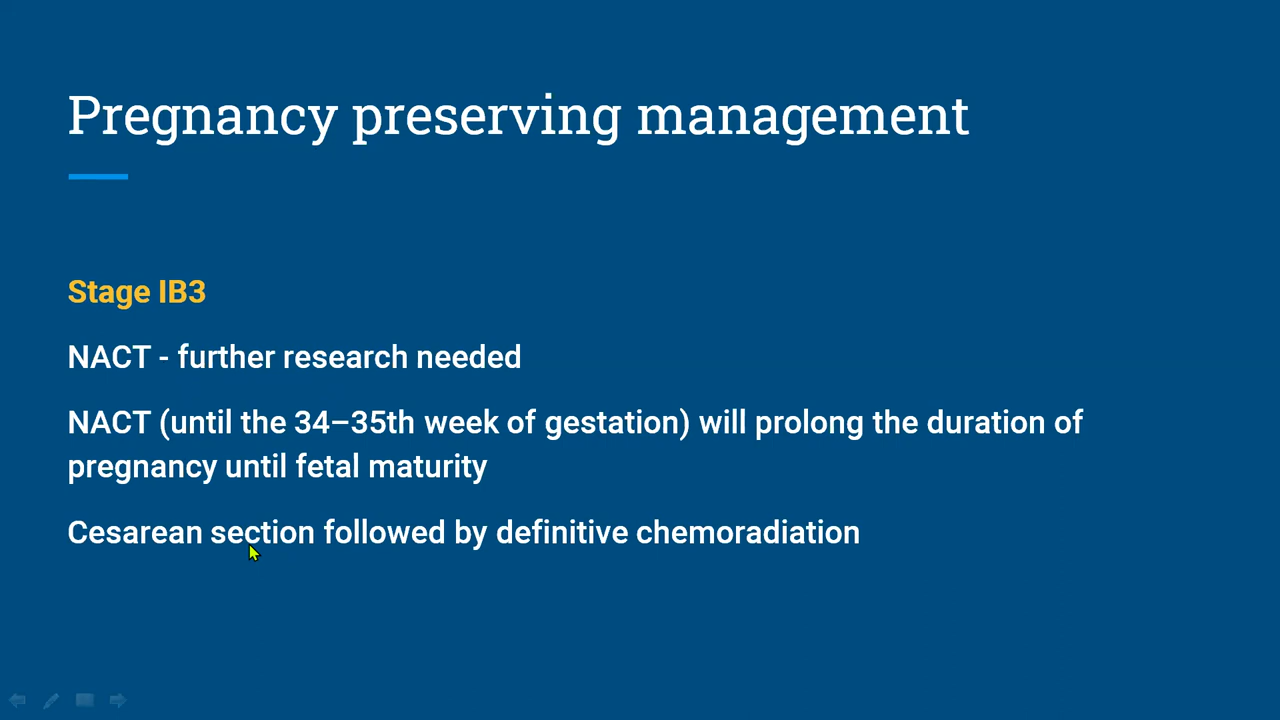 Pregnancy preserving management
Stage IB3
NACT - further research needed
NACT (until the 34–35th week of gestation) will prolong the duration of
pregnancy until fetal maturity
Cesarean section followed by definitive chemoradiation